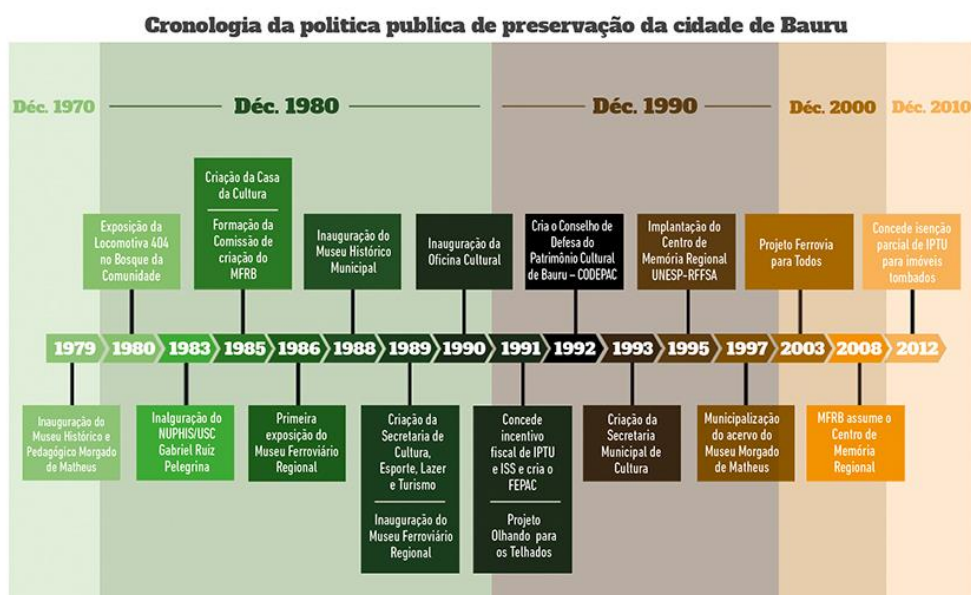 Cronologia da politica publica de preservação da cidade de Bauru
Déc. 1970
Déc. 1980
Déc. 1990
Déc. 2000
Déc. 2010
Exposição da
Locomotiva 404
no Bosque da
Comunidade
Criação da Casa
da Cultura
Formação da
Comissão de
criação do
MFRB
Inauguração do
Museu Histórico
Municipal
Inauguração da
Oficina Cultural
Cria o Conselho de
Defesa do
Patrimônio Cultural
de Bauru – CODEPAC
Implantação do
Centro de
Memória Regional
UNESP-RFFSA
Projeto Ferrovia
para Todos
Concede isenção
parcial de IPTU
para imóveis
tombados
1979
1980
1983
1985
1986
1988
1989
1990
1991
1992
1993
1995
1997
2003
2008
2012
Inauguração do
Museu Histórico e
Pedagógico Morgado
de Matheus
Inalguração do
NUPHIS/USC
Gabriel Ruiz
Pelegrina
Primeira
exposição do
Museu Ferroviário
Regional
Criação da
Secretaria de
Cultura,
Esporte, Lazer
e Turismo
Inauguração do
Museu Ferroviário
Regional
Concede
incentivo
fiscal de IPTU
e ISS e cria o
FEPAC
Projeto
Olhando para
os Telhados
Criação da
Secretaria
Municipal de
Cultura
Municipalização
do acervo do
Museu Morgado
de Matheus
MFRB assume o
Centro de
Memória
Regional